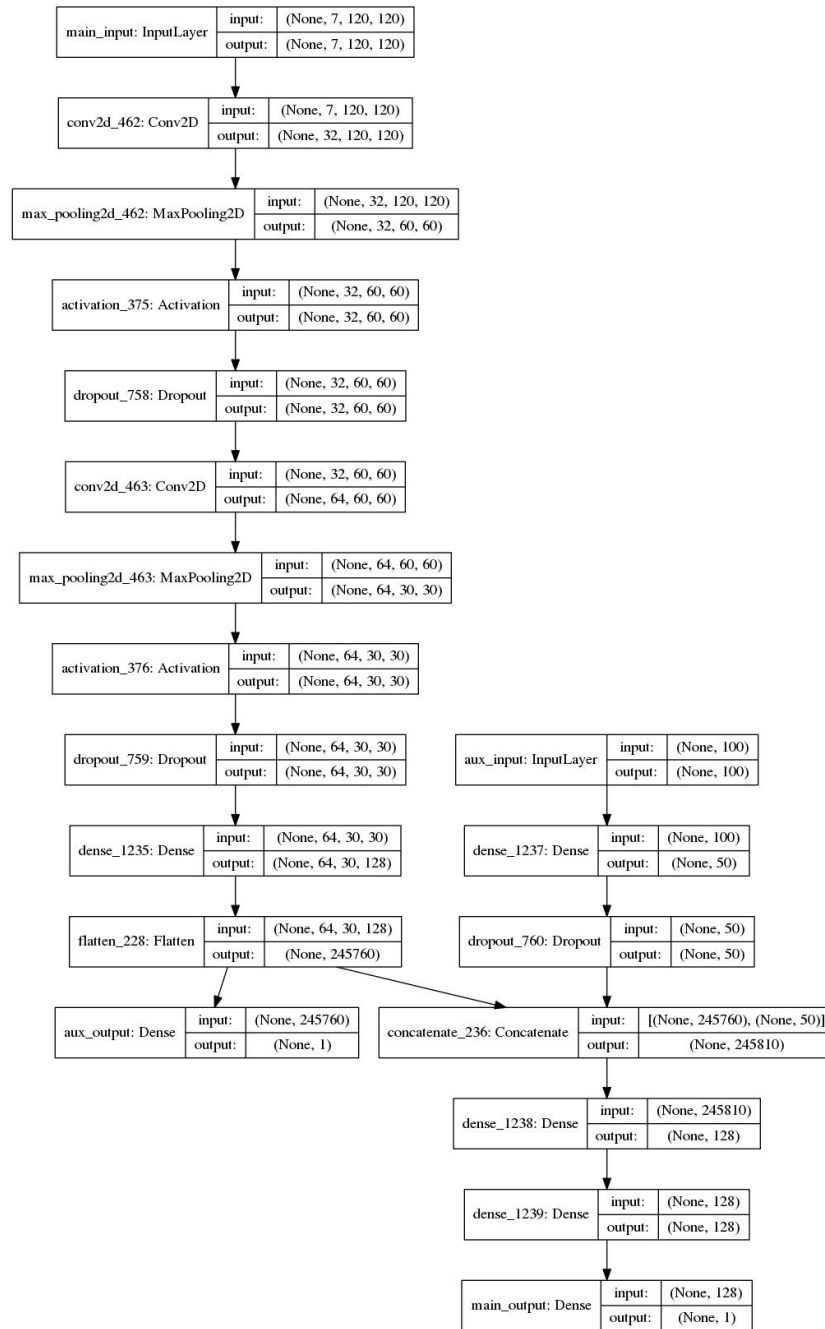 main_input: InputLayer
input: (None, 7, 120, 120)
output: (None, 7, 120, 120)
conv2d_462: Conv2D
input: (None, 7, 120, 120)
output: (None, 32, 120, 120)
max_pooling2d_462: MaxPooling2D
input: (None, 32, 120, 120)
output: (None, 32, 60, 60)
activation_375: Activation
input: (None, 32, 60, 60)
output: (None, 32, 60, 60)
dropout_758: Dropout
input: (None, 32, 60, 60)
output: (None, 32, 60, 60)
conv2d_463: Conv2D
input: (None, 32, 60, 60)
output: (None, 64, 60, 60)
max_pooling2d_463: MaxPooling2D
input: (None, 64, 60, 60)
output: (None, 64, 30, 30)
activation_376: Activation
input: (None, 64, 30, 30)
output: (None, 64, 30, 30)
dropout_759: Dropout
input: (None, 64, 30, 30)
output: (None, 64, 30, 30)
aux_input: InputLayer
input: (None, 100)
output: (None, 100)
dense_1235: Dense
input: (None, 64, 30, 30)
output: (None, 64, 30, 128)
dense_1237: Dense
input: (None, 100)
output: (None, 50)
flatten_228: Flatten
input: (None, 64, 30, 128)
output: (None, 245760)
dropout_760: Dropout
input: (None, 50)
output: (None, 50)
aux_output: Dense
input: (None, 245760)
output: (None, 1)
concatenate_236: Concatenate
input: [(None, 245760), (None, 50)]
output: (None, 245810)
dense_1238: Dense
input: (None, 245810)
output: (None, 128)
dense_1239: Dense
input: (None, 128)
output: (None, 128)
main_output: Dense
input: (None, 128)
output: (None, 1)